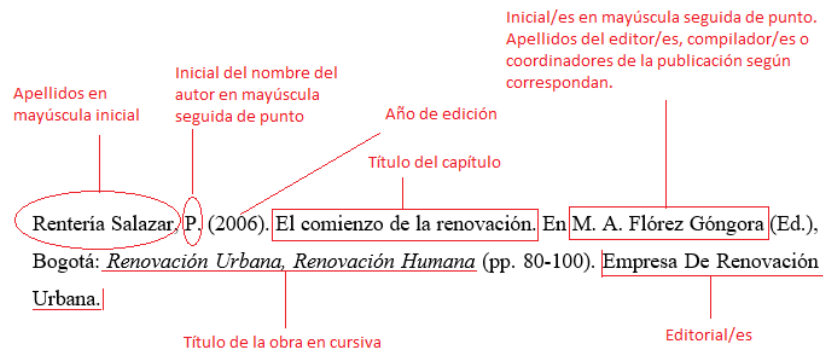 Inicial/es en mayúscula seguida de punto.
Apellidos del editor/es, compilador/es o
coordinadores de la publicación según
correspondan.
Inicial del nombre del
autor en mayúscula
seguida de punto
Apellidos en
mayúscula inicial
Año de edición
Título del capítulo
Rentería Salazar, P. (2006). El comienzo de la renovación. En M. A. Flórez Góngora (Ed.),
Bogotá: Renovación Urbana, Renovación Humana (pp. 80-100). Empresa De Renovación
Urbana.
Título de la obra en cursiva
Editorial/es